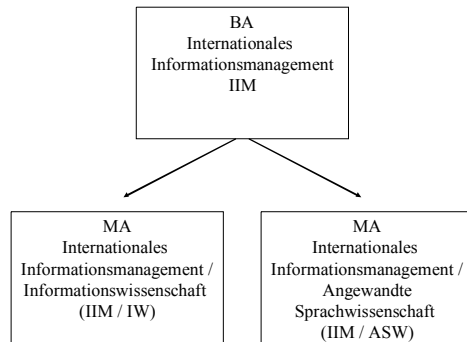 BA
Internationales
Informationsmanagement
IIM
MA
Internationales
Informationsmanagement /
Informationswissenschaft
(IIM / IW)
MA
Internationales
Informationsmanagement /
Angewandte
Sprachwissenschaft
(IIM / ASW)